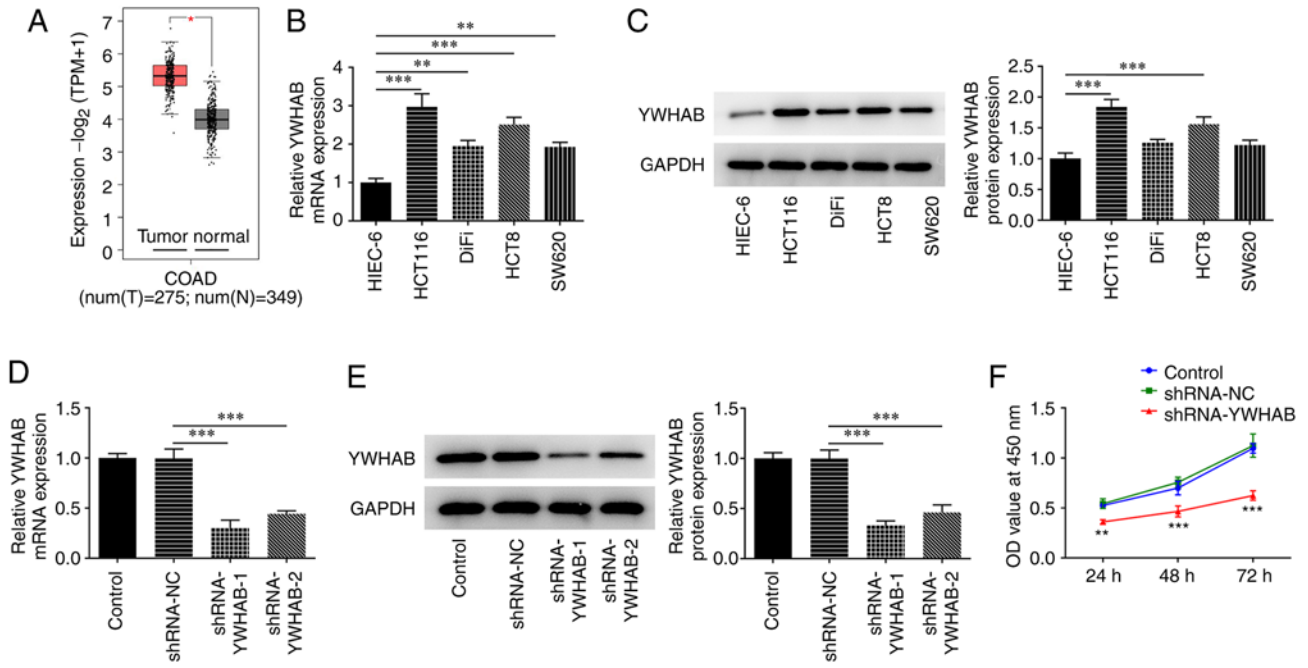 A
Expression –log2 (TPM+1)
7
6
5
4
3
2
1
0
*
Tumor normal
COAD
(num(T)=275; num(N)=349)
B
Relative YWHAB
mRNA expression
4
3
2
1
0
**
***
**
***
HIEC-6
HCT116
DiFi
HCT8
SW620
C
YWHAB
GAPDH
HIEC-6
HCT116
DiFi
HCT8
SW620
Relative YWHAB
protein expression
2.5
2.0
1.5
1.0
0.5
0.0
***
***
HIEC-6
HCT116
DiFi
HCT8
SW620
D
Relative YWHAB
mRNA expression
1.5
1.0
0.5
0.0
***
***
Control
shRNA-NC
shRNA-
YWHAB-1
shRNA-
YWHAB-2
E
YWHAB
GAPDH
Control
shRNA-NC
shRNA-
YWHAB-1
shRNA-
YWHAB-2
Relative YWHAB
protein expression
1.5
1.0
0.5
0.0
***
***
Control
shRNA-NC
shRNA-
YWHAB-1
shRNA-
YWHAB-2
F
Control
shRNA-NC
shRNA-YWHAB
OD value at 450 nm
1.5
1.0
0.5
0.0
**
***
***
24 h
48 h
72 h